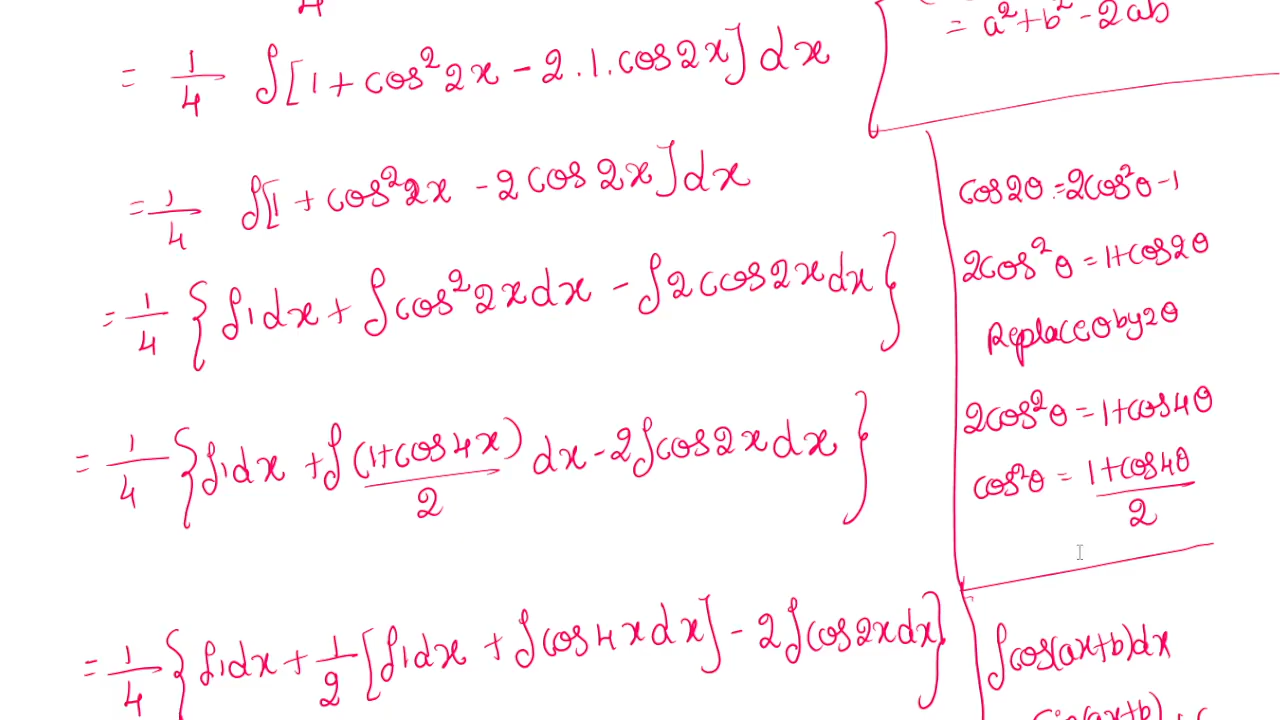 4
= 1/4 ∫[1 + cos²2x - 2.1.cos2x] dx
= 1/4 ∫[1 + cos²2x - 2cos2x] dx
= 1/4 {∫1dx + ∫cos²2xdx - ∫2cos2xdx}
= 1/4 {∫1dx + ∫(1+cos4x)/2 dx - 2∫cos2xdx}
= 1/4 {∫1dx + 1/2 [∫1dx + ∫cos4xdx] - 2∫cos2xdx}
= a²+b²-2ab
cos2θ = 2cos²θ-1
2cos²θ = 1+cos2θ
Replace θ by 2θ
2cos²θ = 1+cos4θ
cos²θ = 1+cos4θ/2
∫cos(ax+b)dx
Sin(ax+b) + c